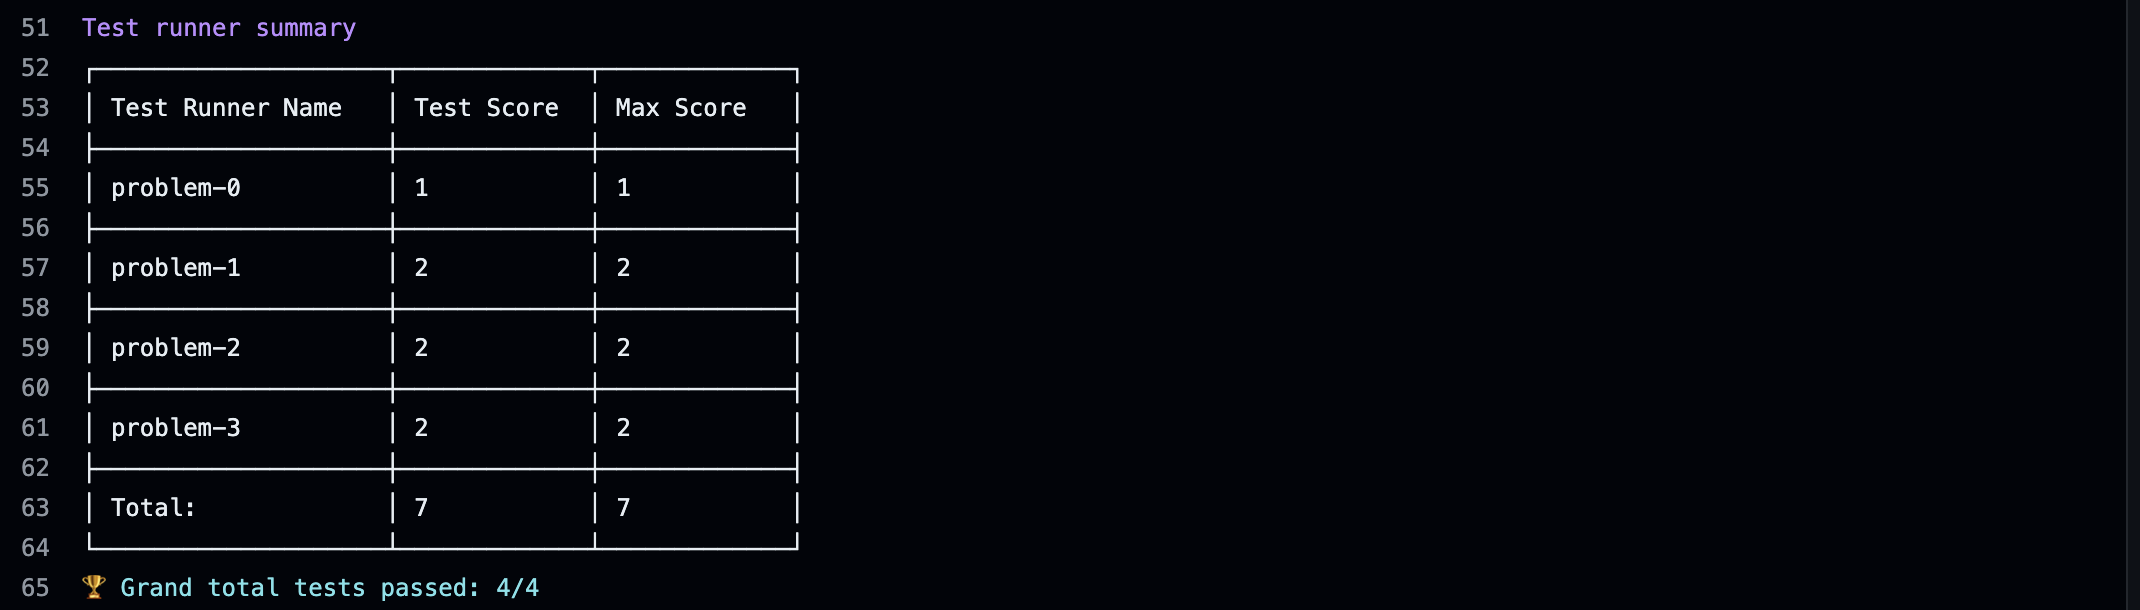 51 Test runner summary
52
53 Test Runner Name Test Score Max Score
54
55 problem-0 1 1
56
57 problem-1 2 2
58
59 problem-2 2 2
60
61 problem-3 2 2
62
63 Total: 7 7
64
65 🏆 Grand total tests passed: 4/4